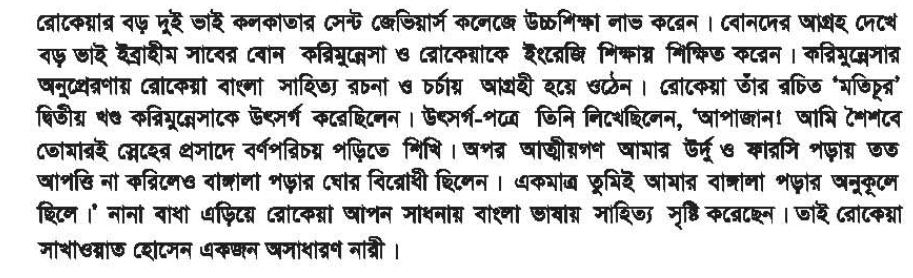 রোকেয়ার বড় দুই ভাই কলকাতার সেন্ট জেভিয়ার্স কলেজে উচ্চশিক্ষা লাভ করেন। বোনদের আগ্রহ দেখে
বড় ভাই ইব্রাহীম সাবের বোন করিমুন্নেসা ও রোকেয়াকে ইংরেজি শিক্ষায় শিক্ষিত করেন। করিমুন্নেসার
অনুপ্রেরণায় রোকেয়া বাংলা সাহিত্য রচনা ও চর্চায় আগ্রহী হয়ে ওঠেন। রোকেয়া তাঁর রচিত ‘মতিচূর’
দ্বিতীয় খণ্ড করিমুন্নেসাকে উৎসর্গ করেছিলেন। উৎসর্গ-পত্রে তিনি লিখেছিলেন, ‘আপাজান! আমি শৈশবে
তোমারই স্নেহের প্রসাদে বর্ণপরিচয় পড়িতে শিখি। অপর আত্মীয়গণ আমার উর্দু ও ফারসি পড়ায় তত
আপত্তি না করিলেও বাঙ্গালা পড়ার ঘোর বিরোধী ছিলেন। একমাত্র তুমিই আমার বাঙ্গালা পড়ার অনুকূলে
ছিলে।’ নানা বাধা এড়িয়ে রোকেয়া আপন সাধনায় বাংলা ভাষায় সাহিত্য সৃষ্টি করেছেন। তাই রোকেয়া
সাখাওয়াত হোসেন একজন অসাধারণ নারী।